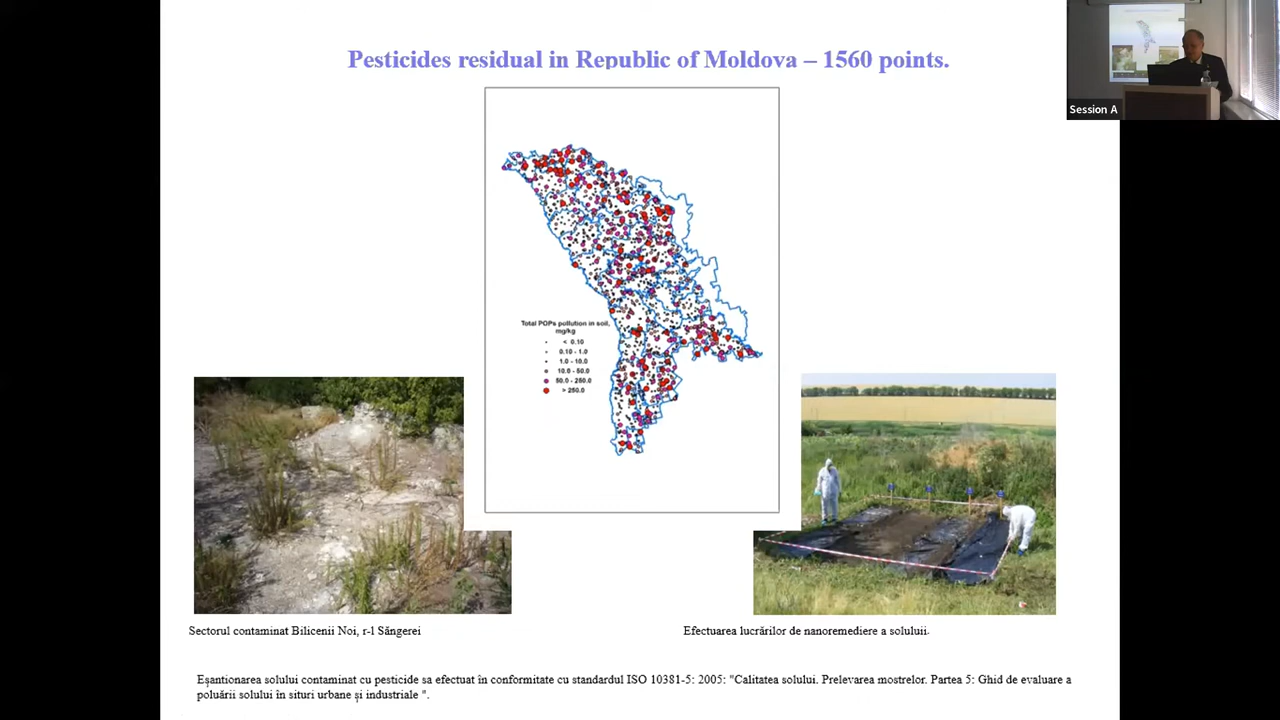 Pesticides residual in Republic of Moldova – 1560 points.
Session A
Total POPs pollution in soil,
mg/kg
< 0.10
0.10 - 1.0
1.0 - 10.0
10.0 - 50.0
50.0 - 250.0
> 250.0
Sectorul contaminat Bilicenii Noi, r-l Sângerei
Efectuarea lucrărilor de nanoremediere a soluluii.
Eșantionarea solului contaminat cu pesticide sa efectuat în conformitate cu standardul ISO 10381-5: 2005: "Calitatea solului. Prelevarea mostrelor. Partea 5: Ghid de evaluare a
poluării solului în situri urbane și industriale ".